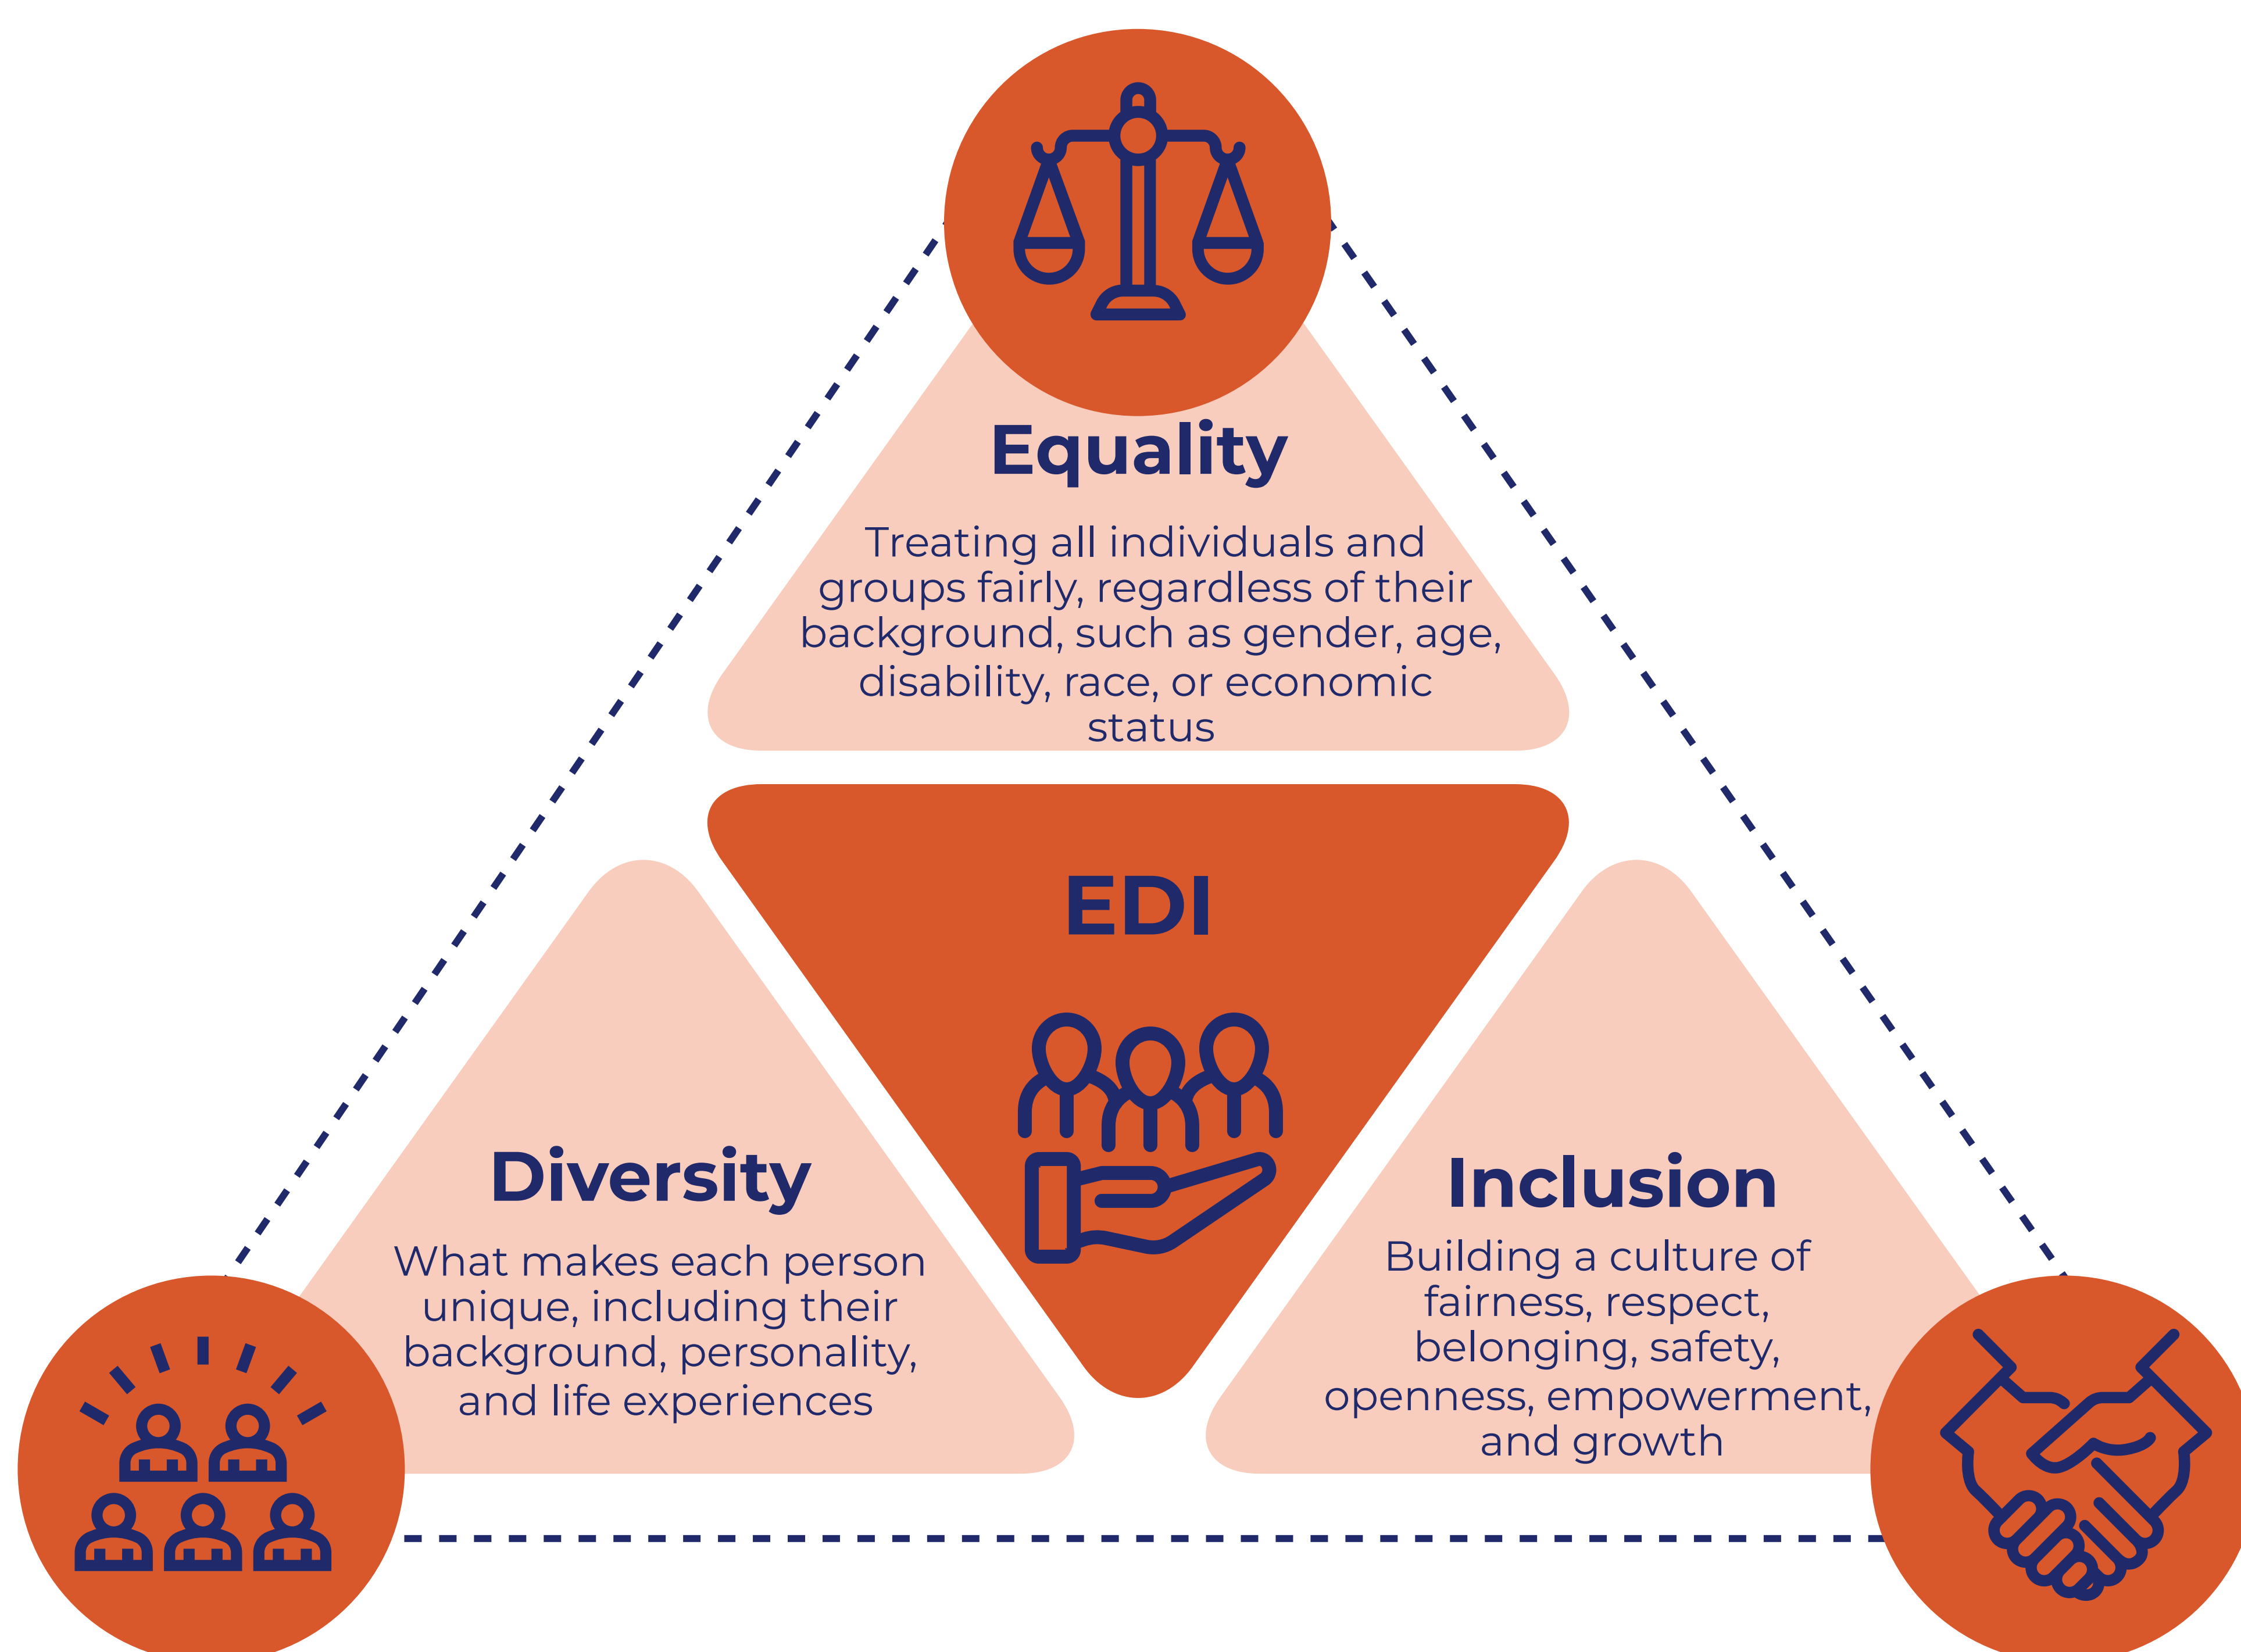 Equality
Treating all individuals and
groups fairly, regardless of their
background, such as gender, age,
disability, race, or economic
status
EDI
Diversity
What makes each person
unique, including their
background, personality,
and life experiences
Inclusion
Building a culture of
fairness, respect,
belonging, safety,
openness, empowerment,
and growth